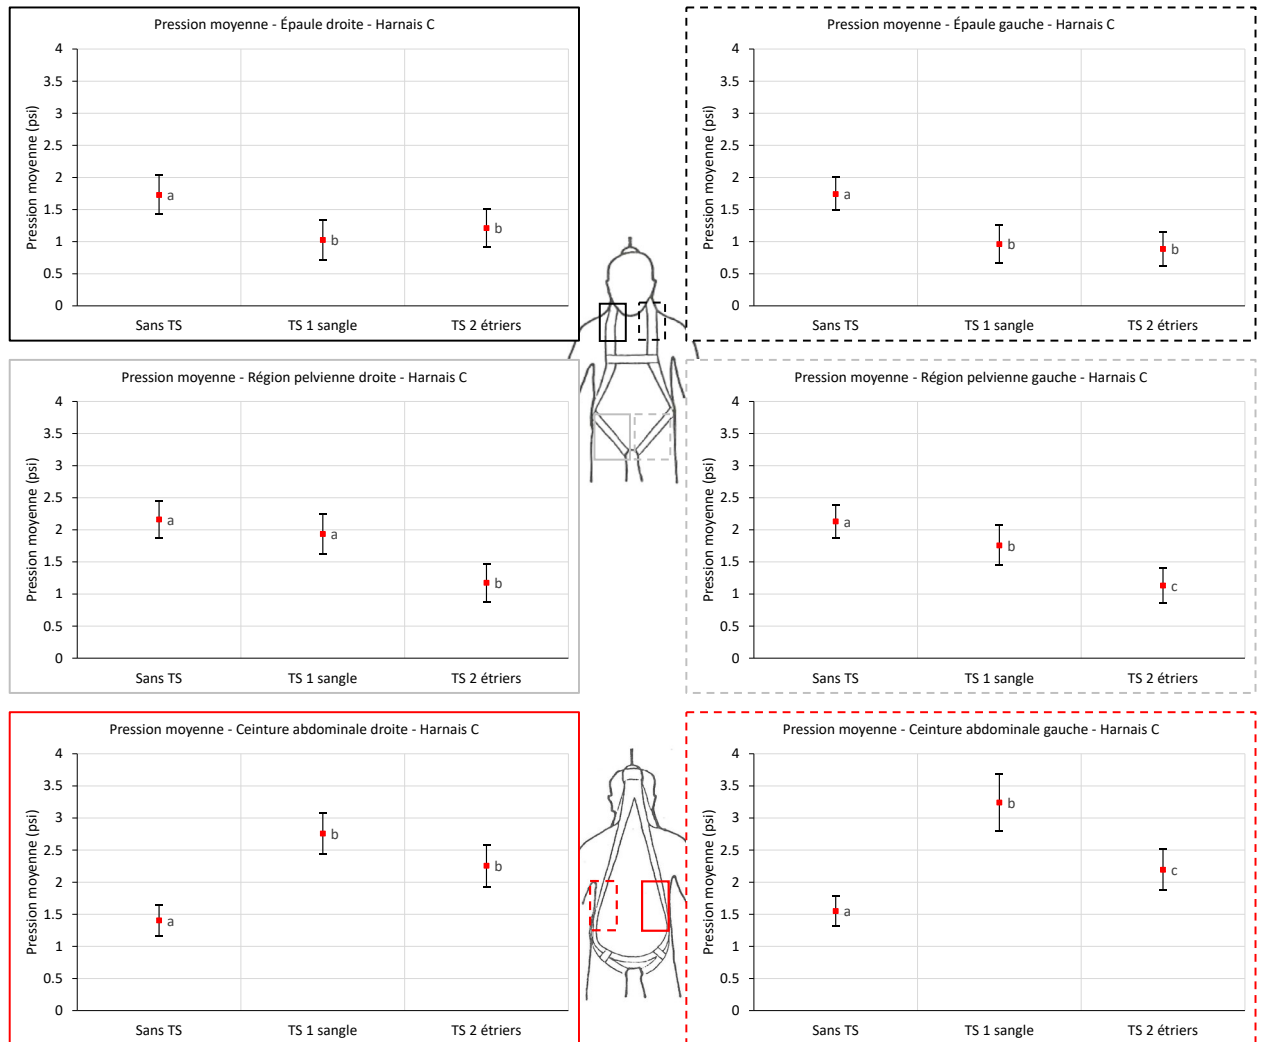 Pression moyenne - Épaule droite - Harnais C
Pression moyenne (psi)
4
3.5
3
2.5
2
1.5
1
0.5
0
a
b
b
Sans TS
TS 1 sangle
TS 2 étriers
Pression moyenne - Épaule gauche - Harnais C
Pression moyenne (psi)
4
3.5
3
2.5
2
1.5
1
0.5
0
a
b
b
Sans TS
TS 1 sangle
TS 2 étriers
Pression moyenne - Région pelvienne droite - Harnais C
Pression moyenne (psi)
4
3.5
3
2.5
2
1.5
1
0.5
0
a
a
b
Sans TS
TS 1 sangle
TS 2 étriers
Pression moyenne - Région pelvienne gauche - Harnais C
Pression moyenne (psi)
4
3.5
3
2.5
2
1.5
1
0.5
0
a
b
c
Sans TS
TS 1 sangle
TS 2 étriers
Pression moyenne - Ceinture abdominale droite - Harnais C
Pression moyenne (psi)
4
3.5
3
2.5
2
1.5
1
0.5
0
a
b
b
Sans TS
TS 1 sangle
TS 2 étriers
Pression moyenne - Ceinture abdominale gauche - Harnais C
Pression moyenne (psi)
4
3.5
3
2.5
2
1.5
1
0.5
0
a
b
c
Sans TS
TS 1 sangle
TS 2 étriers